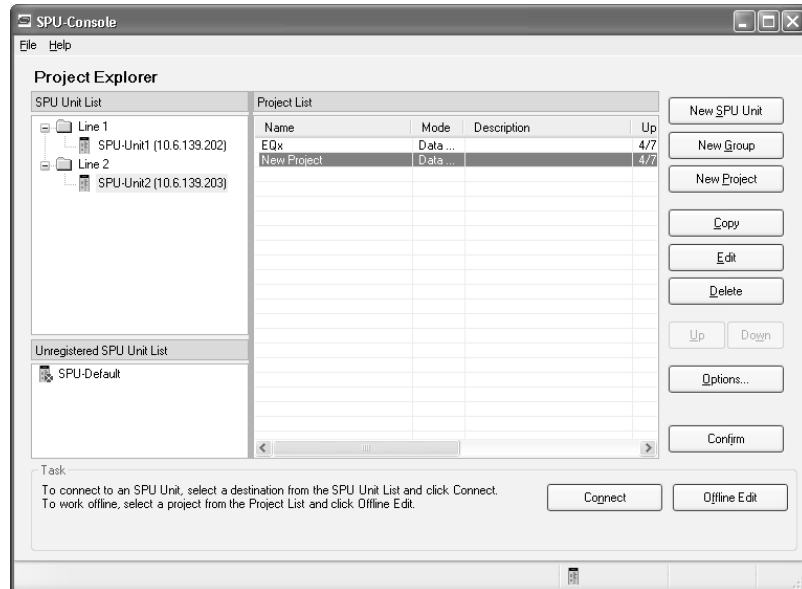 SPU-Console
File Help
Project Explorer
SPU Unit List
Line 1
SPU-Unit1 (10.6.139.202)
Line 2
SPU-Unit2 (10.6.139.203)
Unregistered SPU Unit List
SPU-Default
Project List
Name Mode Description Up
EQx Data ... 4/7
New Project Data ... 4/7
New SPU Unit
New Group
New Project
Copy
Edit
Delete
Up Down
Options...
Confirm
Task
To connect to an SPU Unit, select a destination from the SPU Unit List and click Connect.
To work offline, select a project from the Project List and click Offline Edit.
Connect Offline Edit